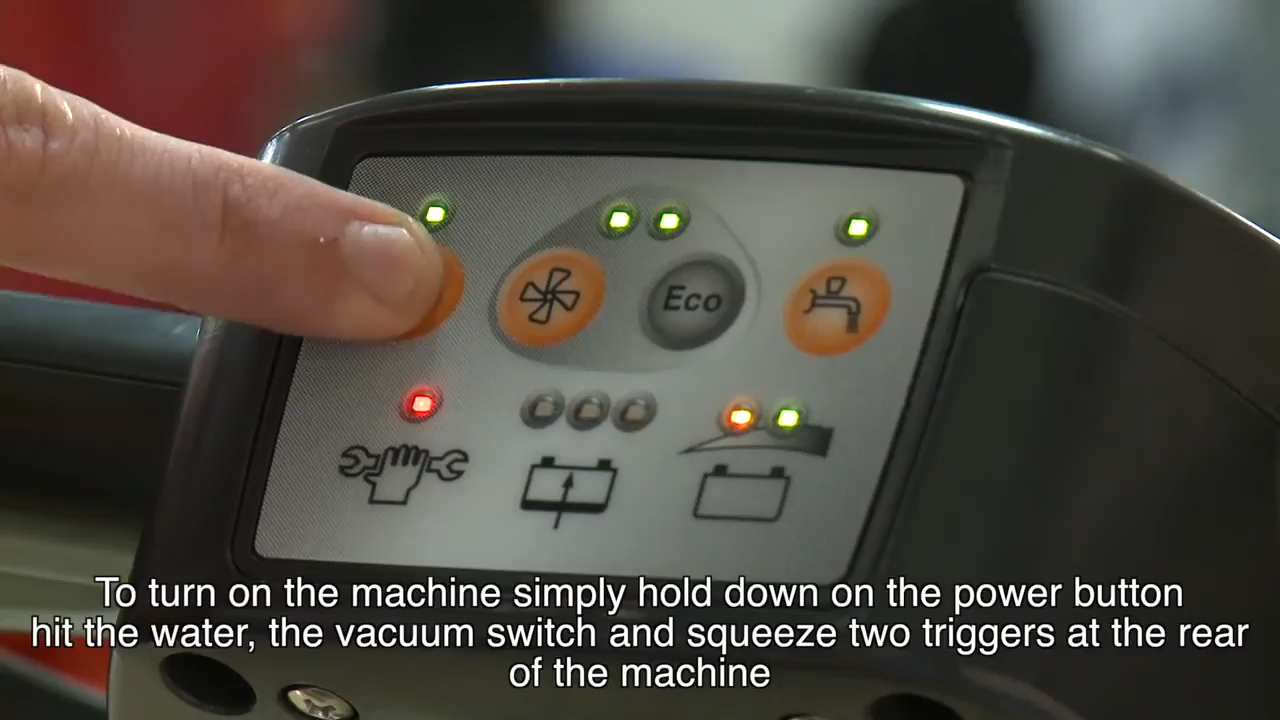 Eco
To turn on the machine simply hold down on the power button
hit the water, the vacuum switch and squeeze two triggers at the rear
of the machine